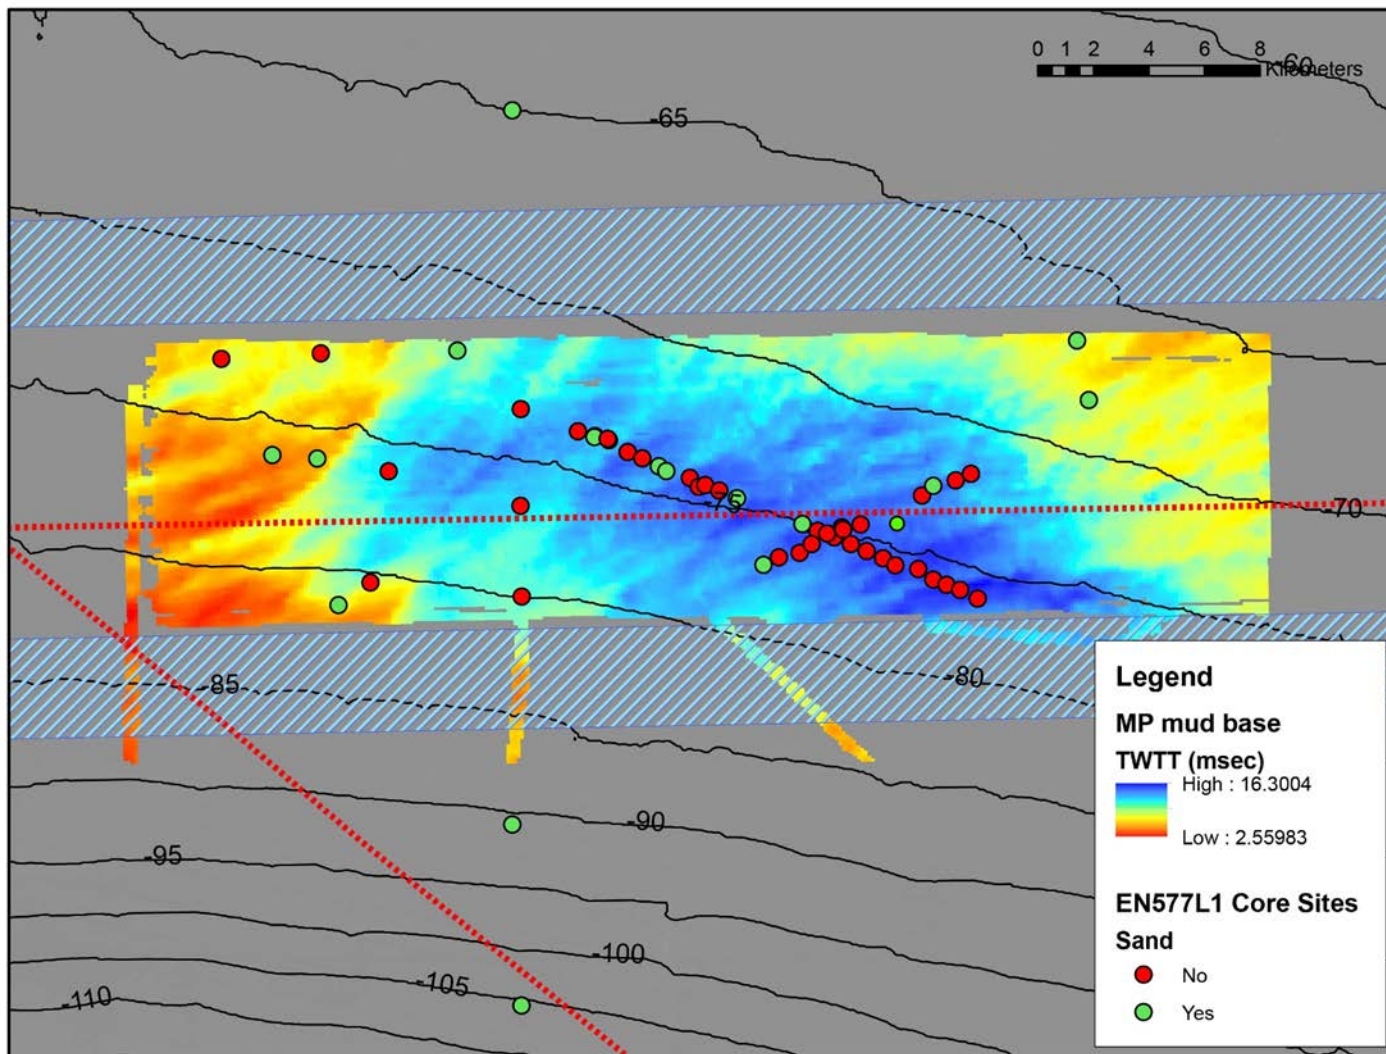 0 1 2 4 6 8
Kilometers
-60
-65
-75
-70
-85
-80
-90
-95
-100
-105
-110
Legend
MP mud base
TWTT (msec)
High : 16.3004
Low : 2.55983
EN577L1 Core Sites
Sand
No
Yes